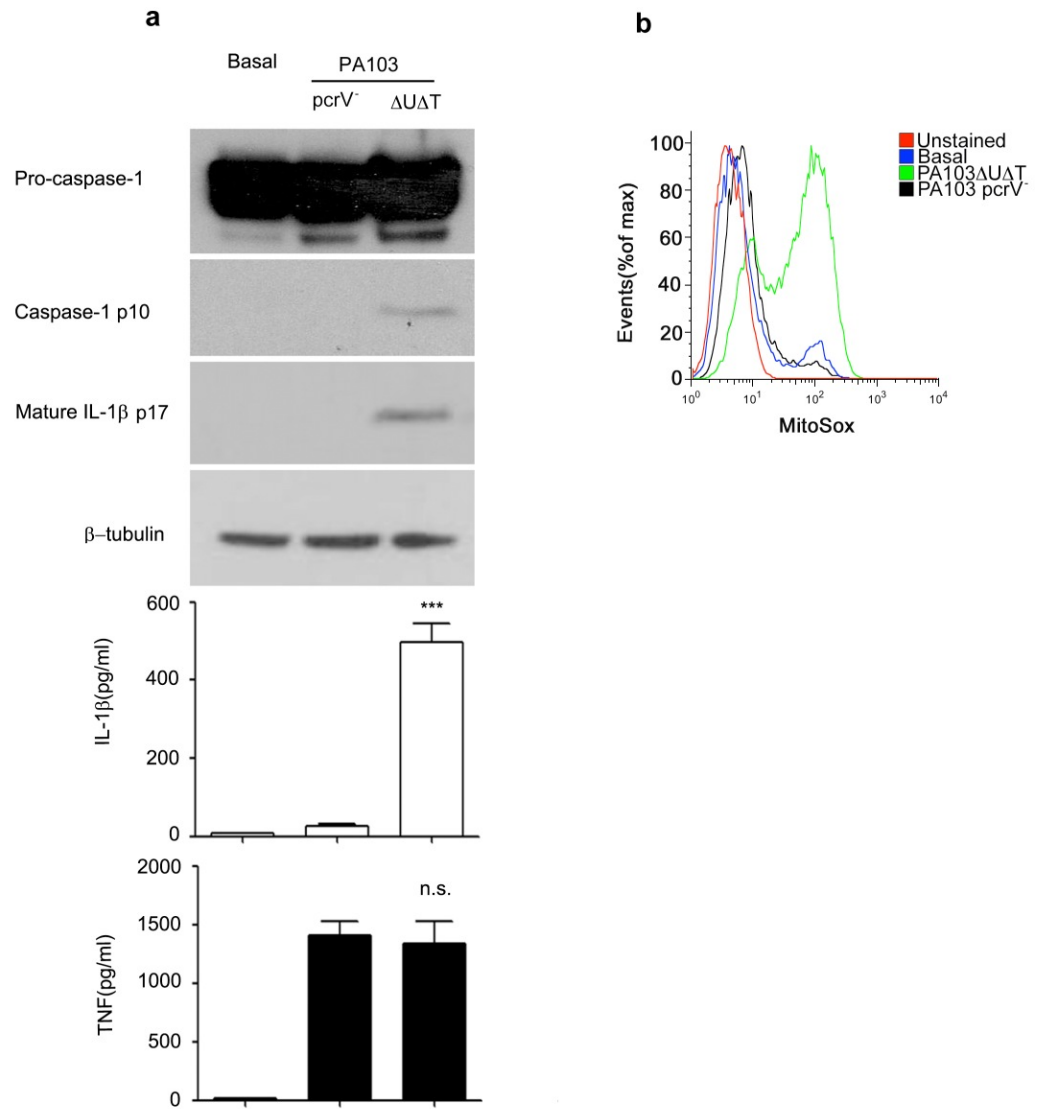 a
Basal
PA103
pcrV⁻
ΔUΔT
Pro-caspase-1
Caspase-1 p10
Mature IL-1β p17
β–tubulin
600
400
200
0
IL-1β(pg/ml)
***
2000
1500
1000
500
0
TNF(pg/ml)
n.s.
b
100
80
60
40
20
0
Events(%of max)
10⁰
10¹
10²
10³
10⁴
MitoSox
Unstained
Basal
PA103ΔUΔT
PA103 pcrV⁻